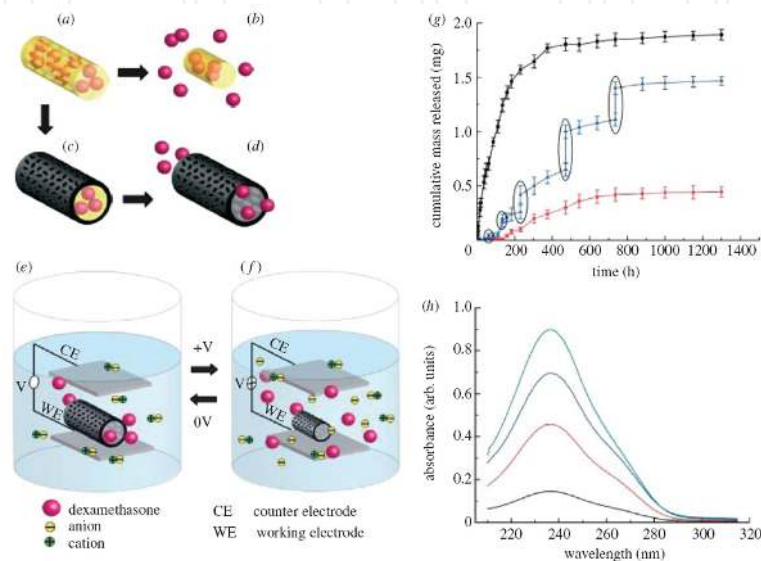 (a)
(b)
(c)
(d)
(e)
CE
V
WE
+V
0V
(f)
CE
V
WE
dexamethasone
anion
cation
CE counter electrode
WE working electrode
(g)
cumulative mass released (mg)
2.0
1.5
1.0
0.5
0 200 400 600 800 1000 1200 1400
time (h)
(h)
absorbance (arb. units)
1.0
0.8
0.6
0.4
0.2
0
220 240 260 280 300 320
wavelength (nm)